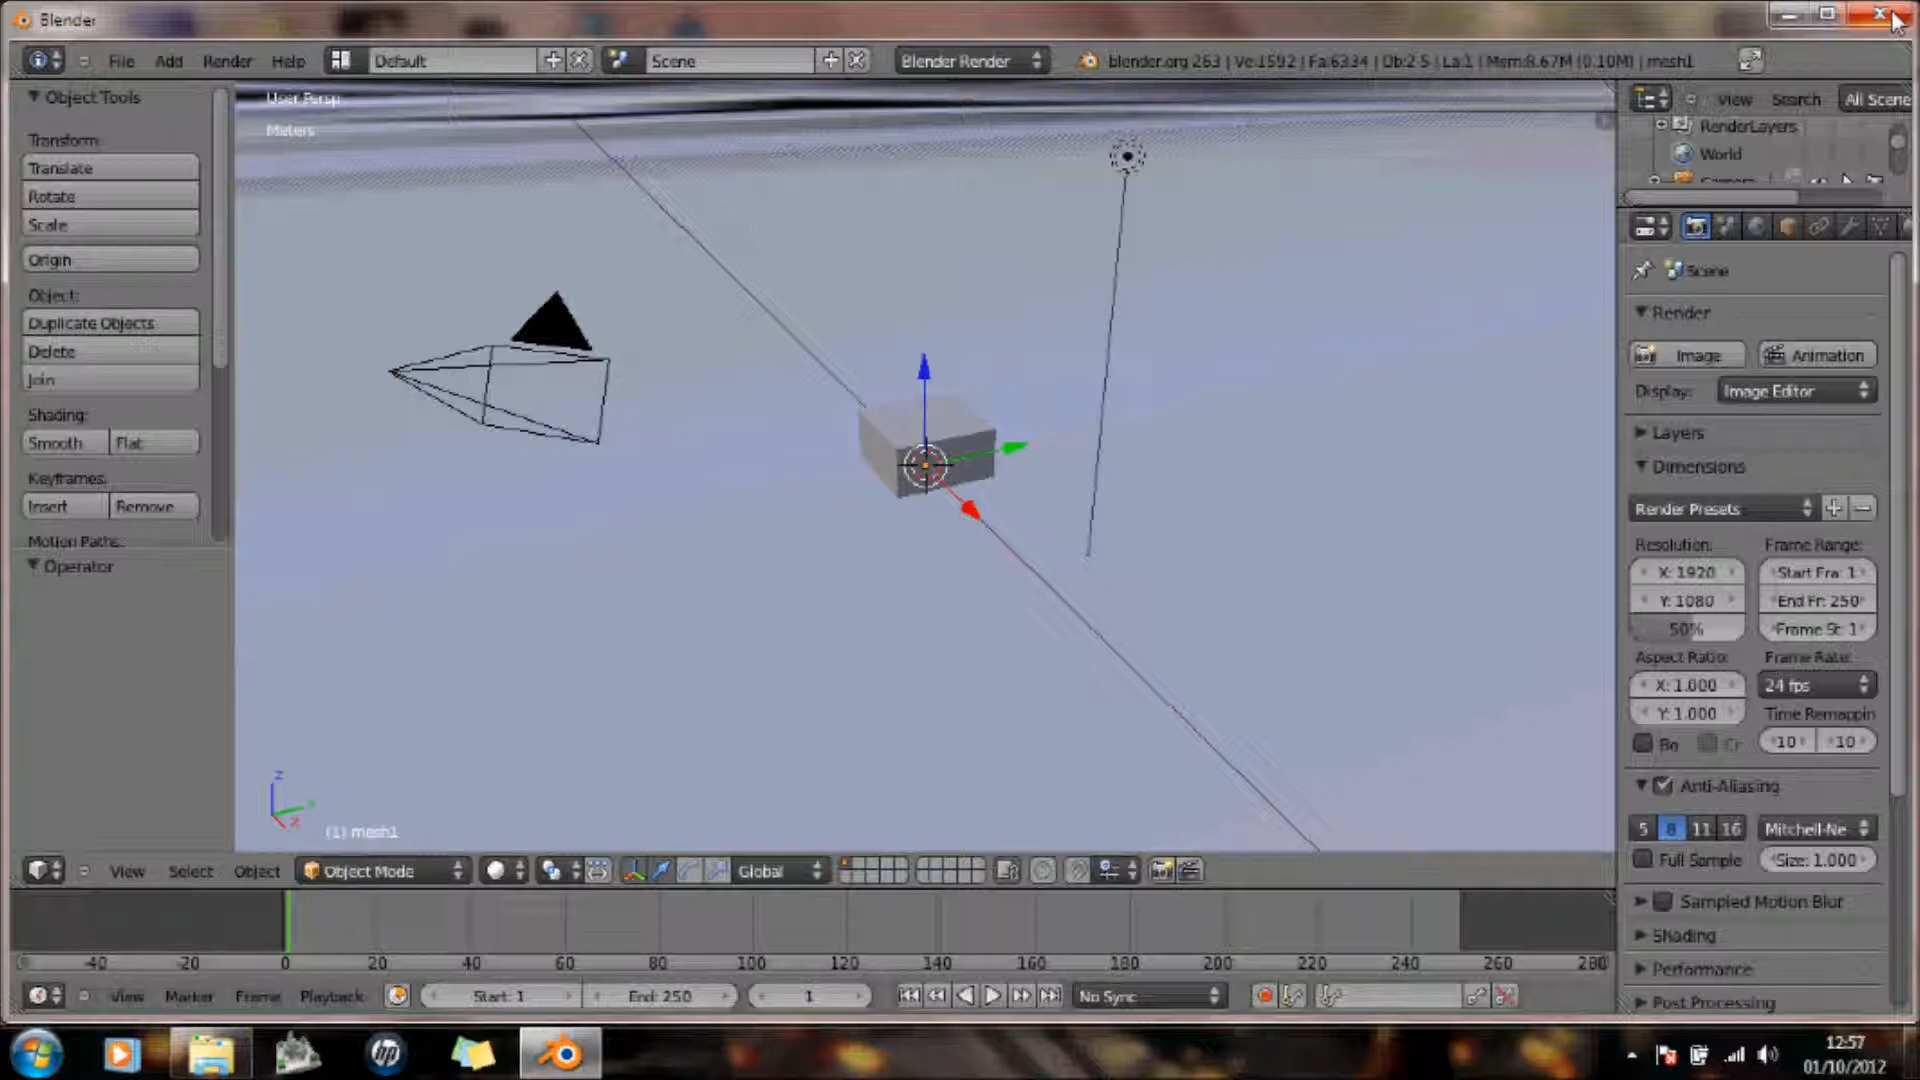 Blender
File Add Render Help Default Scene Blender Render blender.org 263 | Ve:1592 | Fa:6334 | Ob:2-5 | La:1 | Mem:8.67M (0.10M) | mesh1
Object Tools
Transform:
Translate
Rotate
Scale
Origin
Object:
Duplicate Objects
Delete
Join
Shading:
Smooth Flat
Keyframes:
Insert Remove
Motion Paths:
Operator
User Persp
Meters
z
x
(1) mesh1
View Search All Scene
RenderLayers
World
Camera
Scene
Render
Image Animation
Display: Image Editor
Layers
Dimensions
Render Presets
Resolution: Frame Range:
X: 1920 Start Fra: 1
Y: 1080 End Fr: 250
50% Frame St: 1
Aspect Ratio: Frame Rate:
X: 1.000 24 fps
Y: 1.000 Time Remappin
Bo Cr 10 10
Anti-Aliasing
5 8 11 16 Mitchell-Ne
Full Sample Size: 1.000
Sampled Motion Blur
Shading
Performance
Post Processing
View Select Object Object Mode Global
-40 -20 0 20 40 60 80 100 120 140 160 180 200 220 240 260 280
View Marker Frame Playback Start: 1 End: 250 1 No Sync
hp
12:57
01/10/2012